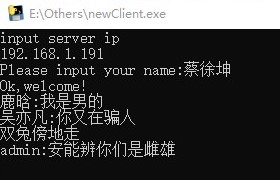 E:\Others\newClient.exe
input server ip
192.168.1.191
Please input your name:蔡徐坤
Ok,welcome!
鹿晗:我是男的
吴亦凡:你又在骗人
双兔傍地走
admin:安能辨你们是雌雄